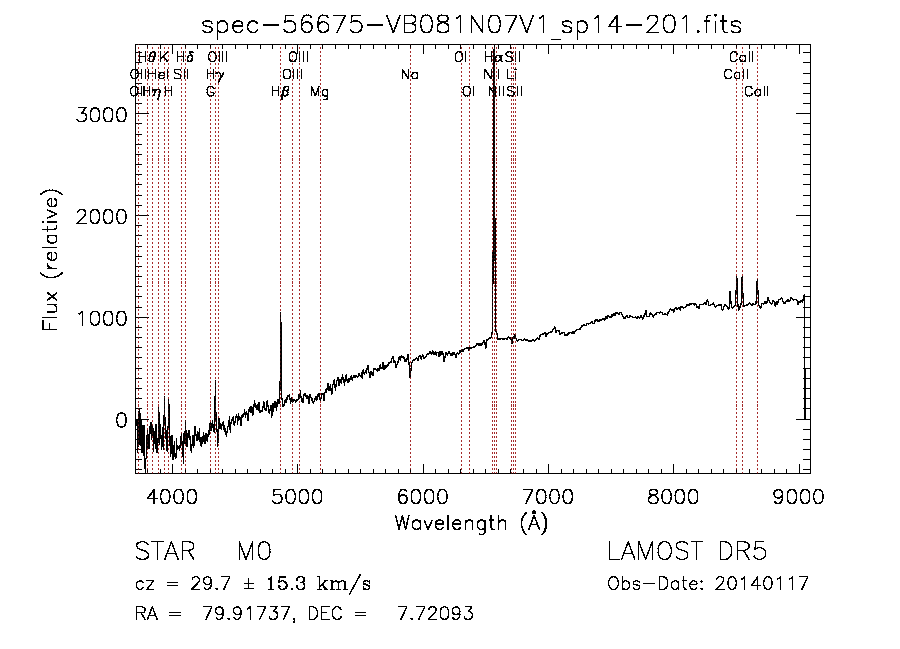 spec-56675-VB081N07V1_sp14-201.fits
Hθ K Hδ OIII OIII OI Hα SII CaII
OII HeI SII Hγ OIII Na NII Li CaII
OII Hη H G Hβ Mg OI NII SII CaII
3000
2000
1000
0
Flux (relative)
4000 5000 6000 7000 8000 9000
Wavelength (Å)
STAR M0 LAMOST DR5
cz = 29.7 ± 15.3 km/s Obs-Date: 20140117
RA = 79.91737, DEC = 7.72093